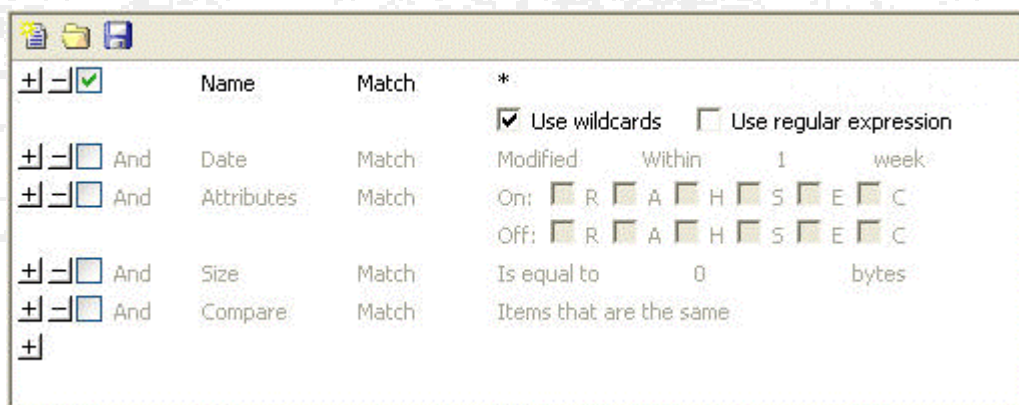 Name Match *
Use wildcards Use regular expression
And Date Match Modified Within 1 week
And Attributes Match On: R A H S E C
Off: R A H S E C
And Size Match Is equal to 0 bytes
And Compare Match Items that are the same